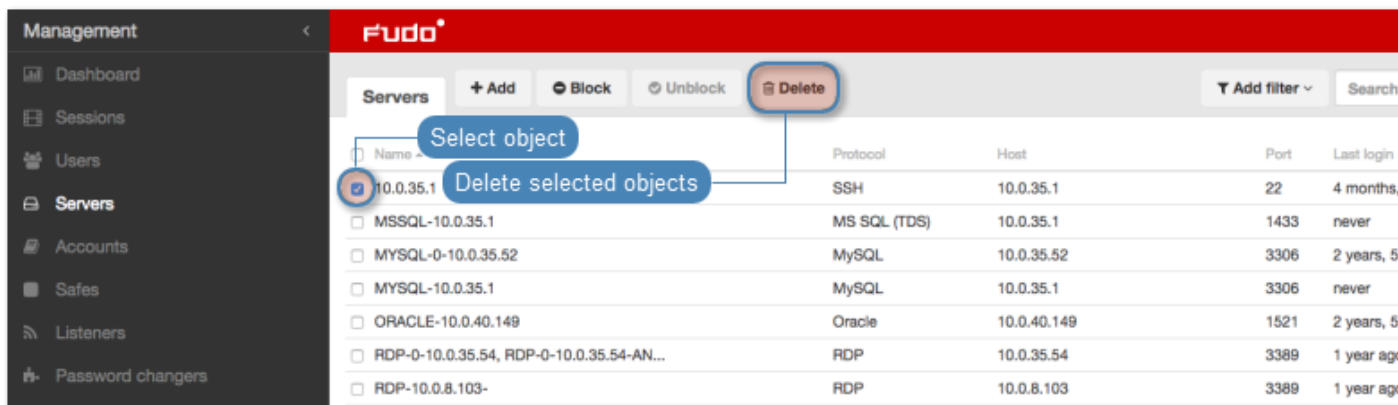 Management
Fudo
Dashboard
Servers
+ Add
Block
Unblock
Delete
Add filter
Search
Sessions
Select object
Users
Name
Protocol
Host
Port
Last login
Delete selected objects
10.0.35.1 SSH 10.0.35.1 22 4 months,
Servers
MSSQL-10.0.35.1 MS SQL (TDS) 10.0.35.1 1433 never
Accounts
MYSQL-0-10.0.35.52 MySQL 10.0.35.52 3306 2 years, 5
Safes
MYSQL-10.0.35.1 MySQL 10.0.35.1 3306 never
Listeners
ORACLE-10.0.40.149 Oracle 10.0.40.149 1521 2 years, 5
RDP-0-10.0.35.54, RDP-0-10.0.35.54-AN... RDP 10.0.35.54 3389 1 year ago
Password changers
RDP-10.0.8.103- RDP 10.0.8.103 3389 1 year ago